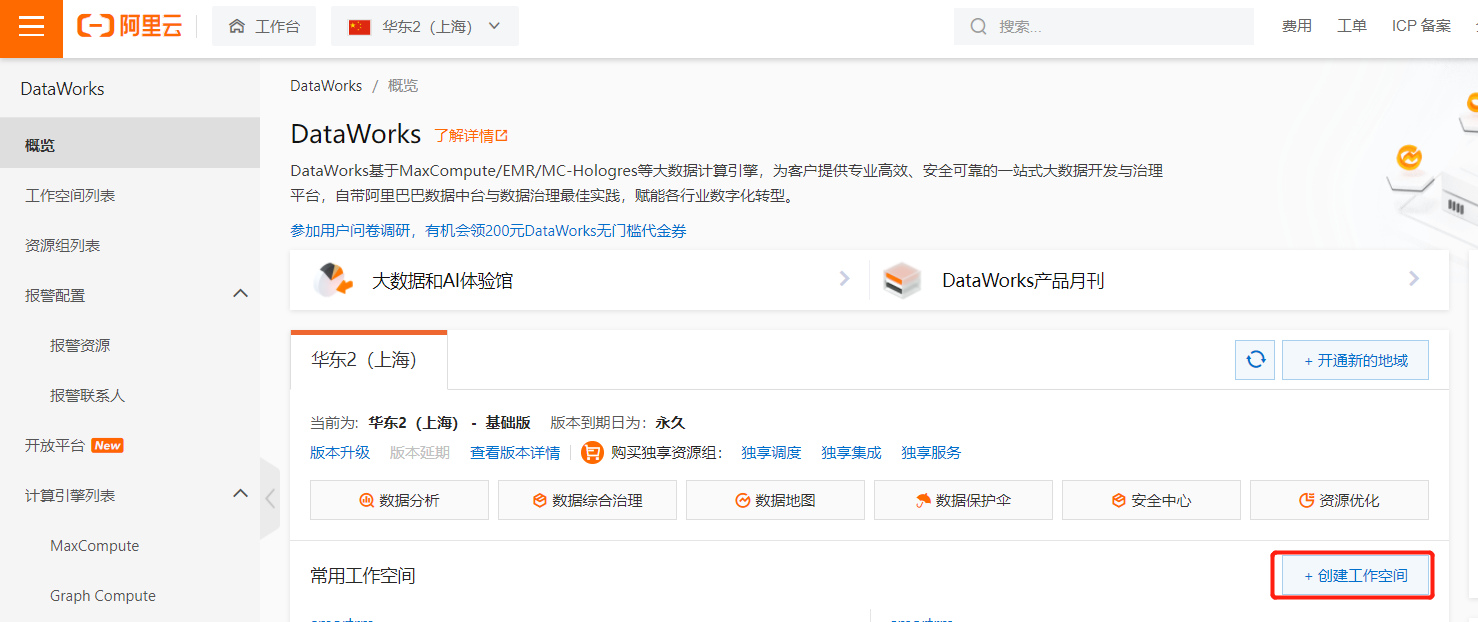 阿里云 工作台 华东2（上海） 搜索... 费用 工单 ICP 备案
DataWorks
概览
工作空间列表
资源组列表
报警配置
报警资源
报警联系人
开放平台 New
计算引擎列表
MaxCompute
Graph Compute
DataWorks / 概览
DataWorks 了解详情
DataWorks基于MaxCompute/EMR/MC-Hologres等大数据计算引擎，为客户提供专业高效、安全可靠的一站式大数据开发与治理
平台，自带阿里巴巴数据中台与数据治理最佳实践，赋能各行业数字化转型。
参加用户问卷调研，有机会领200元DataWorks无门槛代金券
大数据和AI体验馆 DataWorks产品月刊
华东2（上海） + 开通新的地域
当前为: 华东2（上海） - 基础版 版本到期日为: 永久
版本升级 版本延期 查看版本详情 购买独享资源组: 独享调度 独享集成 独享服务
数据分析 数据综合治理 数据地图 数据保护伞 安全中心 资源优化
常用工作空间 + 创建工作空间